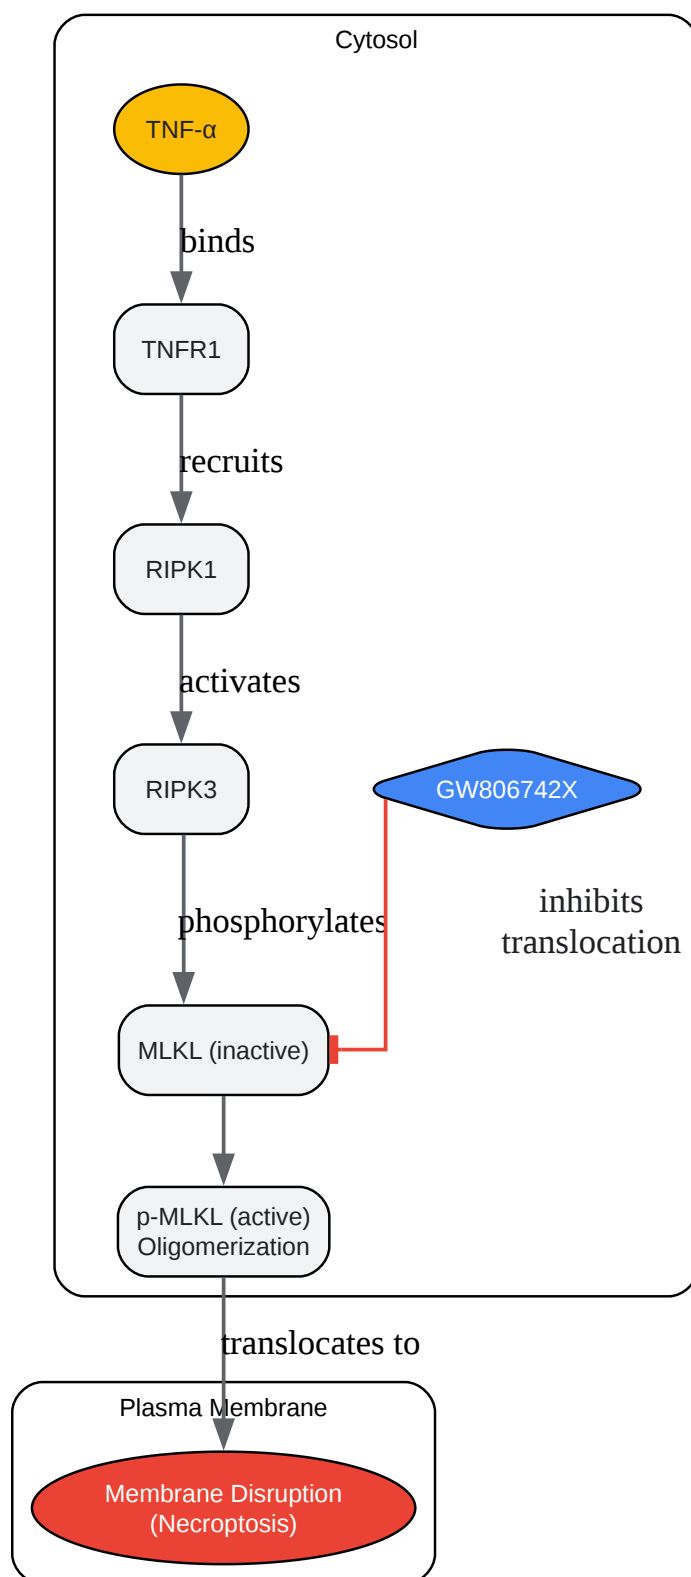 Cytosol
TNF-α
binds
TNFR1
recruits
RIPK1
activates
RIPK3
GW806742X
phosphorylates
inhibits
translocation
MLKL (inactive)
p-MLKL (active)
Oligomerization
translocates to
Plasma Membrane
Membrane Disruption
(Necroptosis)